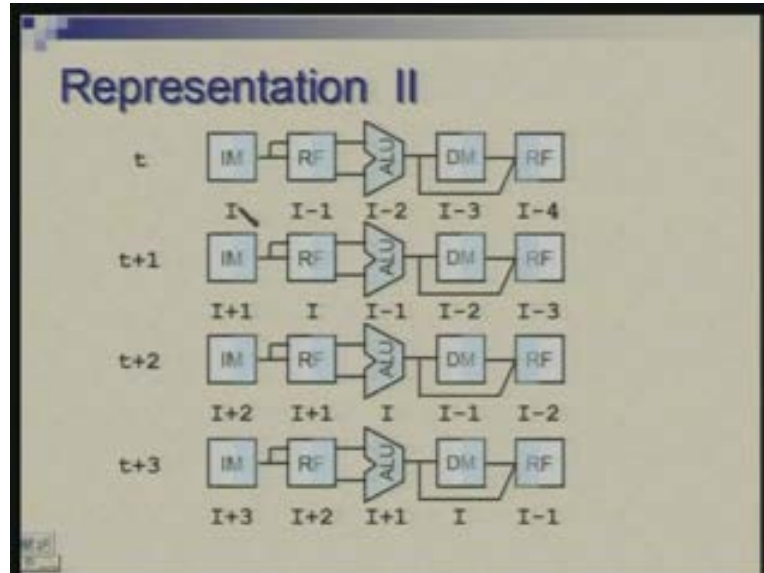 Representation II
t IM RF ALU DM RF
I I-1 I-2 I-3 I-4
t+1 IM RF ALU DM RF
I+1 I I-1 I-2 I-3
t+2 IM RF ALU DM RF
I+2 I+1 I I-1 I-2
t+3 IM RF ALU DM RF
I+3 I+2 I+1 I I-1